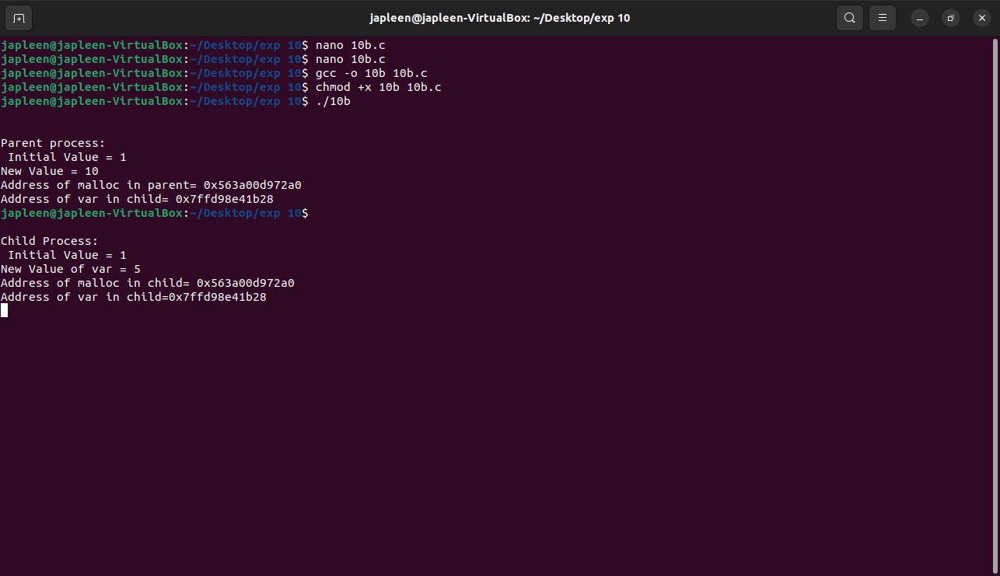 japleen@japleen-VirtualBox: ~/Desktop/exp 10
japleen@japleen-VirtualBox:~/Desktop/exp 10$ nano 10b.c
japleen@japleen-VirtualBox:~/Desktop/exp 10$ nano 10b.c
japleen@japleen-VirtualBox:~/Desktop/exp 10$ gcc -o 10b 10b.c
japleen@japleen-VirtualBox:~/Desktop/exp 10$ chmod +x 10b 10b.c
japleen@japleen-VirtualBox:~/Desktop/exp 10$ ./10b
Parent process:
 Initial Value = 1
New Value = 10
Address of malloc in parent= 0x563a00d972a0
Address of var in child= 0x7ffd98e41b28
japleen@japleen-VirtualBox:~/Desktop/exp 10$
Child Process:
 Initial Value = 1
New Value of var = 5
Address of malloc in child= 0x563a00d972a0
Address of var in child=0x7ffd98e41b28